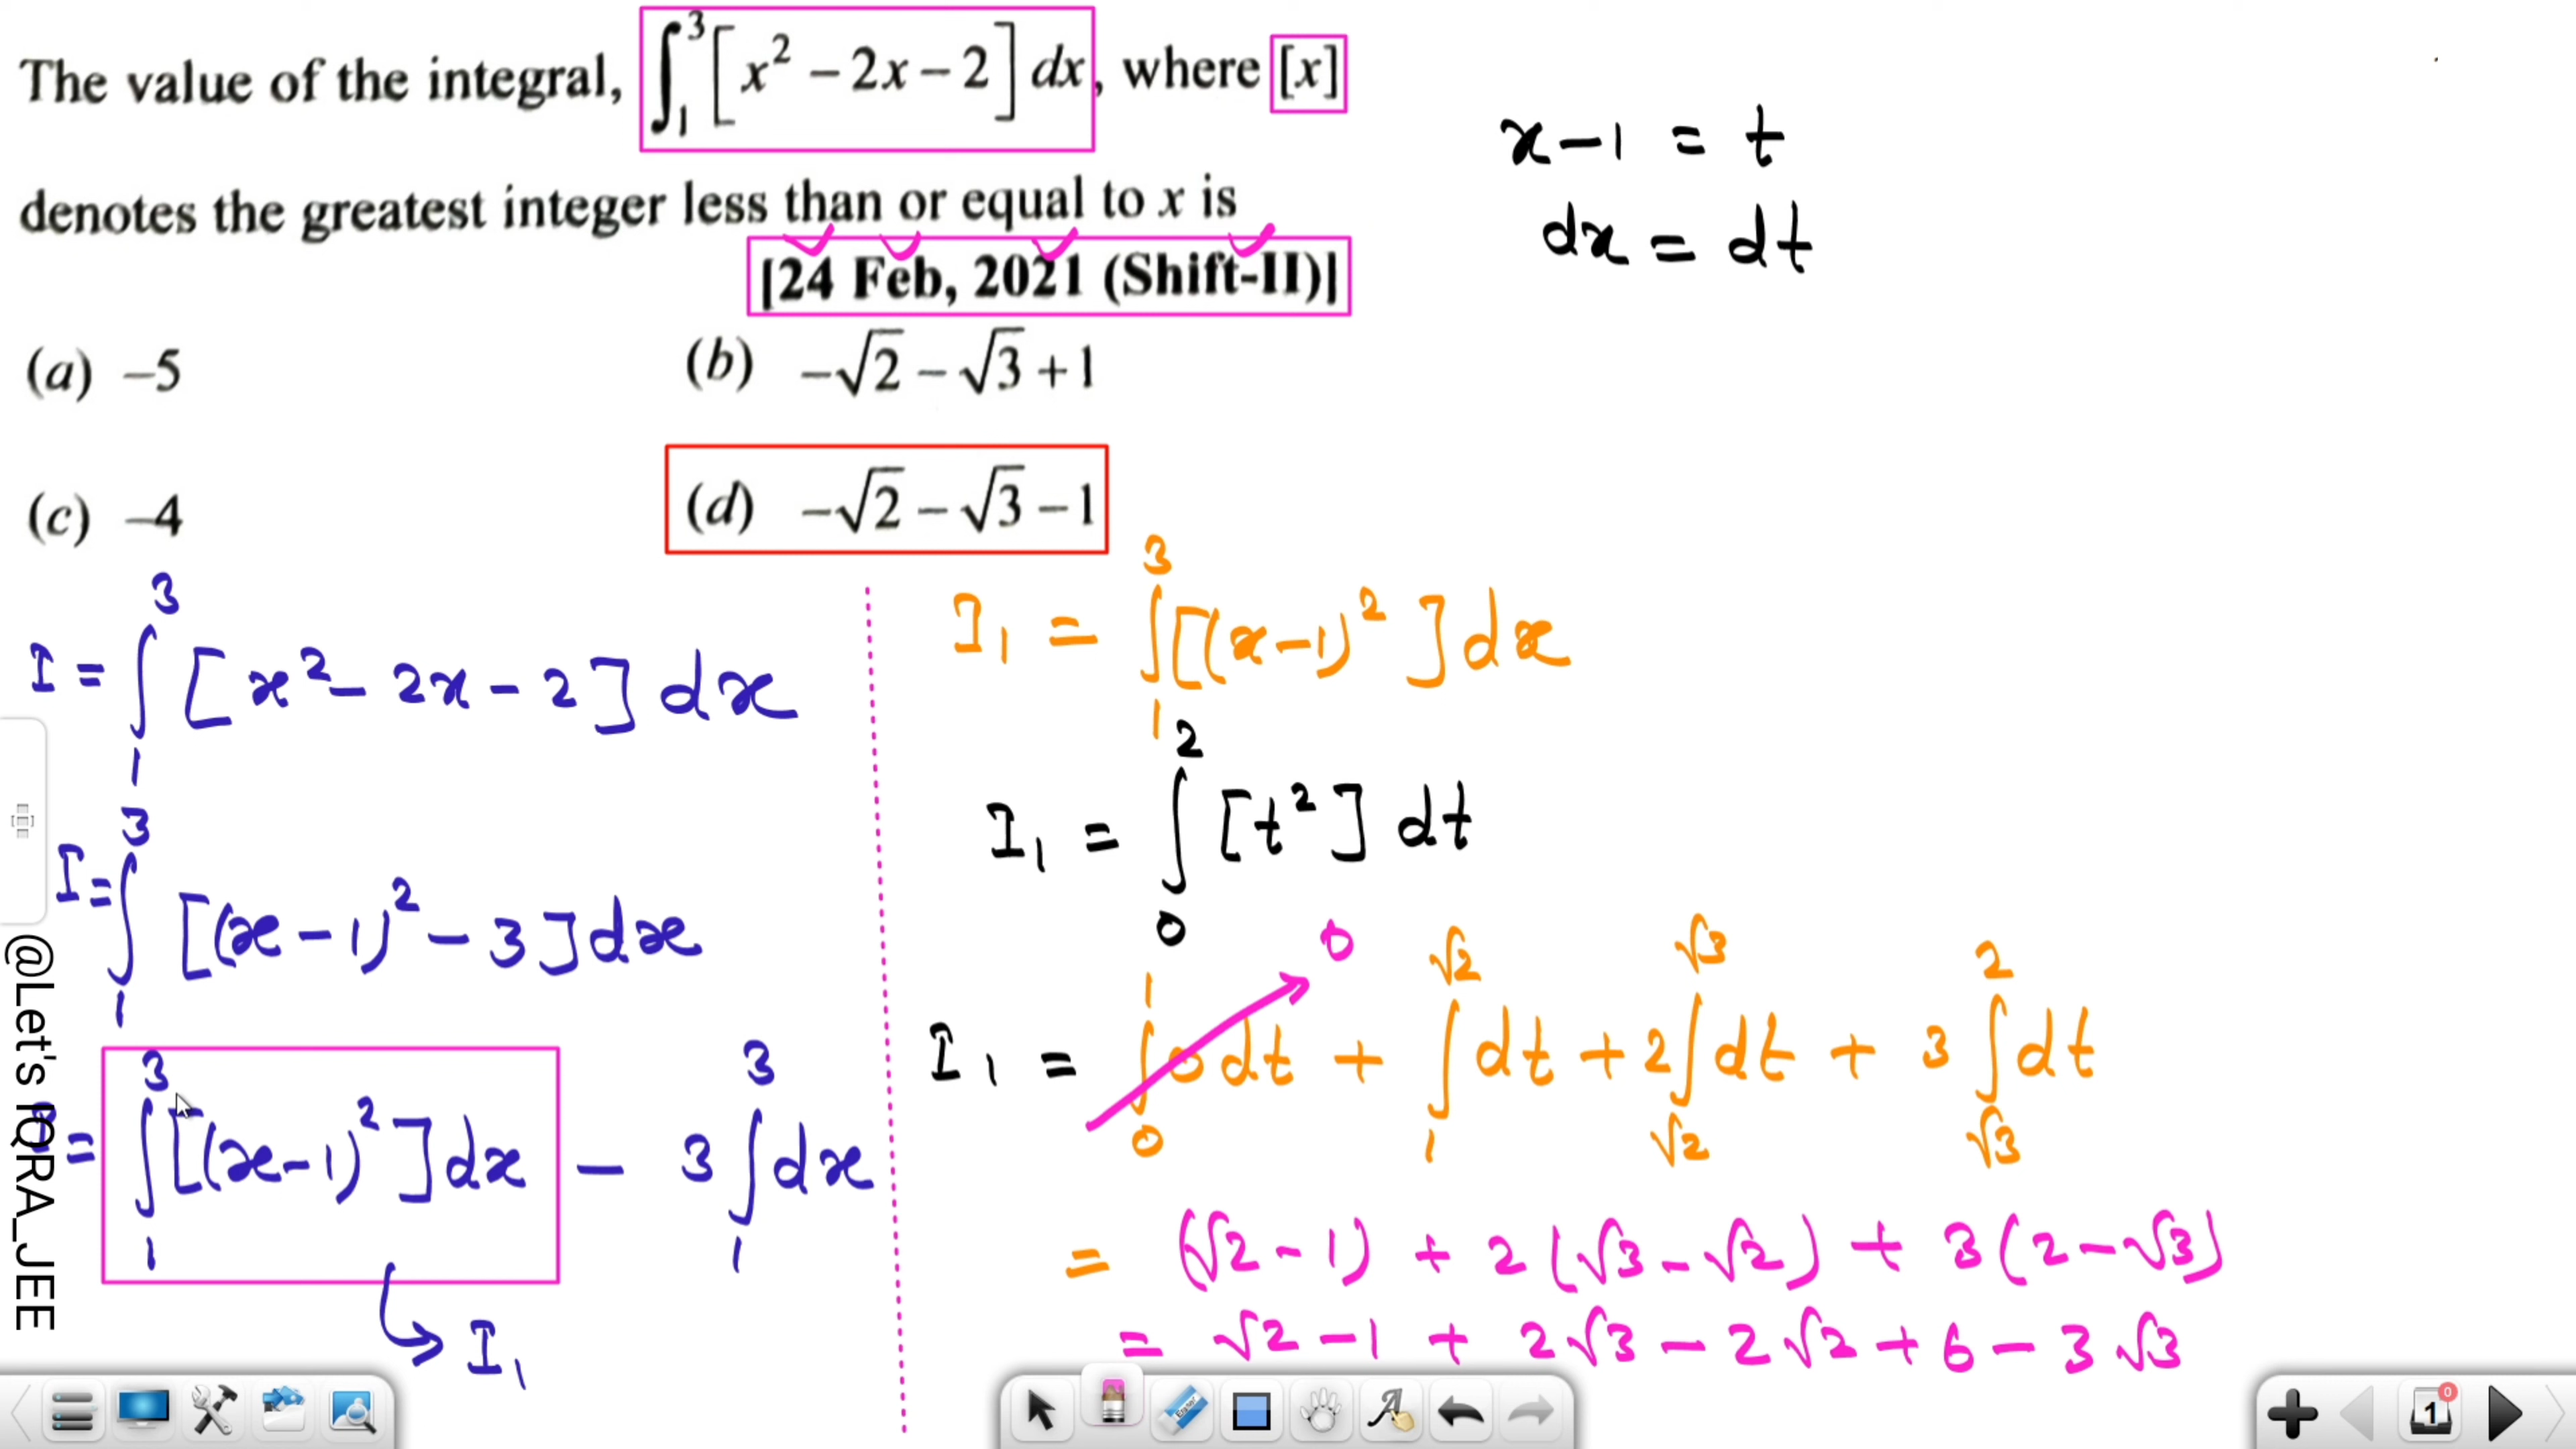 The value of the integral, ∫₁³ [x² − 2x − 2] dx, where [x]
denotes the greatest integer less than or equal to x is
[24 Feb, 2021 (Shift-II)]
(a) –5 (b) –√2 – √3 + 1
(c) –4 (d) –√2 – √3 – 1
x − 1 = t
dx = dt
I = ∫₁³ [x² − 2x − 2] dx
I = ∫₁³ [(x−1)² − 3] dx
= ∫₁³ [(x−1)²] dx − 3 ∫₁³ dx
I₁
I₁ = ∫₁³ [(x−1)²] dx
I₁ = ∫₀² [t²] dt
0
I₁ = ∫₀¹ 0 dt + ∫₁^√2 dt + 2 ∫_√2^√3 dt + 3 ∫_√3^2 dt
= (√2 − 1) + 2(√3 − √2) + 3(2 − √3)
= √2 − 1 + 2√3 − 2√2 + 6 − 3√3
@Let's IQRA_JEE
1
0